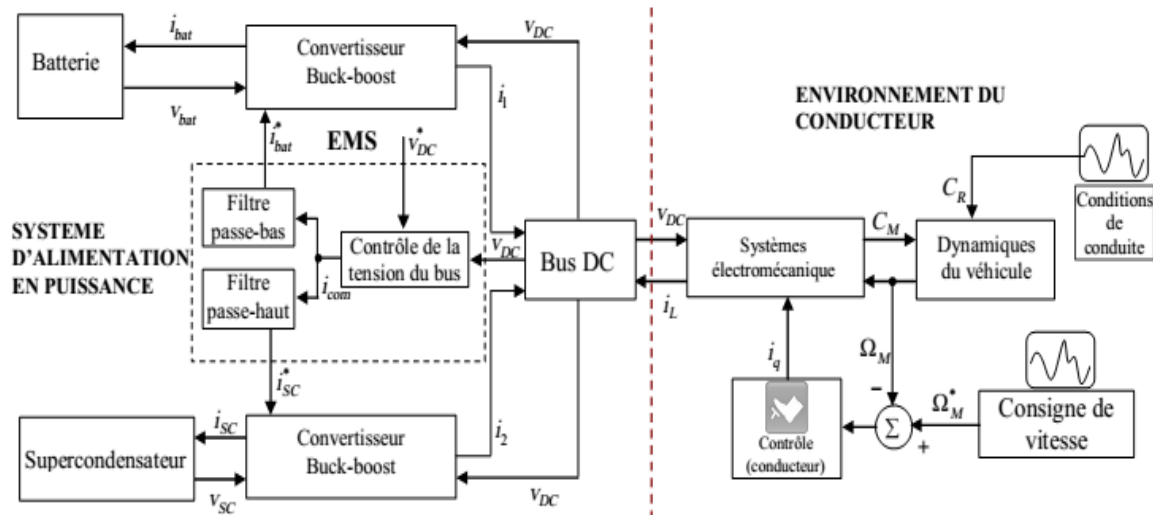 Batterie
i_bat
v_bat
Convertisseur
Buck-boost
v_DC
i_1
i*_bat
EMS
v*_DC
SYSTEME
D'ALIMENTATION
EN PUISSANCE
Filtre
passe-bas
Filtre
passe-haut
i_com
Contrôle de la
tension du bus
v_DC
Bus DC
i*_SC
Supercondensateur
i_SC
v_SC
Convertisseur
Buck-boost
i_2
v_DC
ENVIRONNEMENT DU
CONDUCTEUR
v_DC
i_L
Systèmes
électromécanique
C_M
C_R
Conditions
de
conduite
Dynamiques
du véhicule
i_q
Ω_M
−
Σ
+
Ω*_M
Contrôle
(conducteur)
Consigne de
vitesse